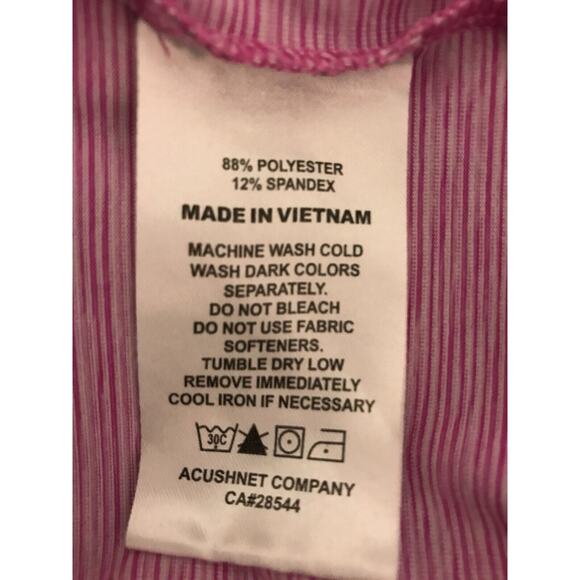 88% POLYESTER
12% SPANDEX
MADE IN VIETNAM
MACHINE WASH COLD
WASH DARK COLORS
SEPARATELY.
DO NOT BLEACH
DO NOT USE FABRIC
SOFTENERS.
TUMBLE DRY LOW
REMOVE IMMEDIATELY
COOL IRON IF NECESSARY
30C
ACUSHNET COMPANY
CA#28544